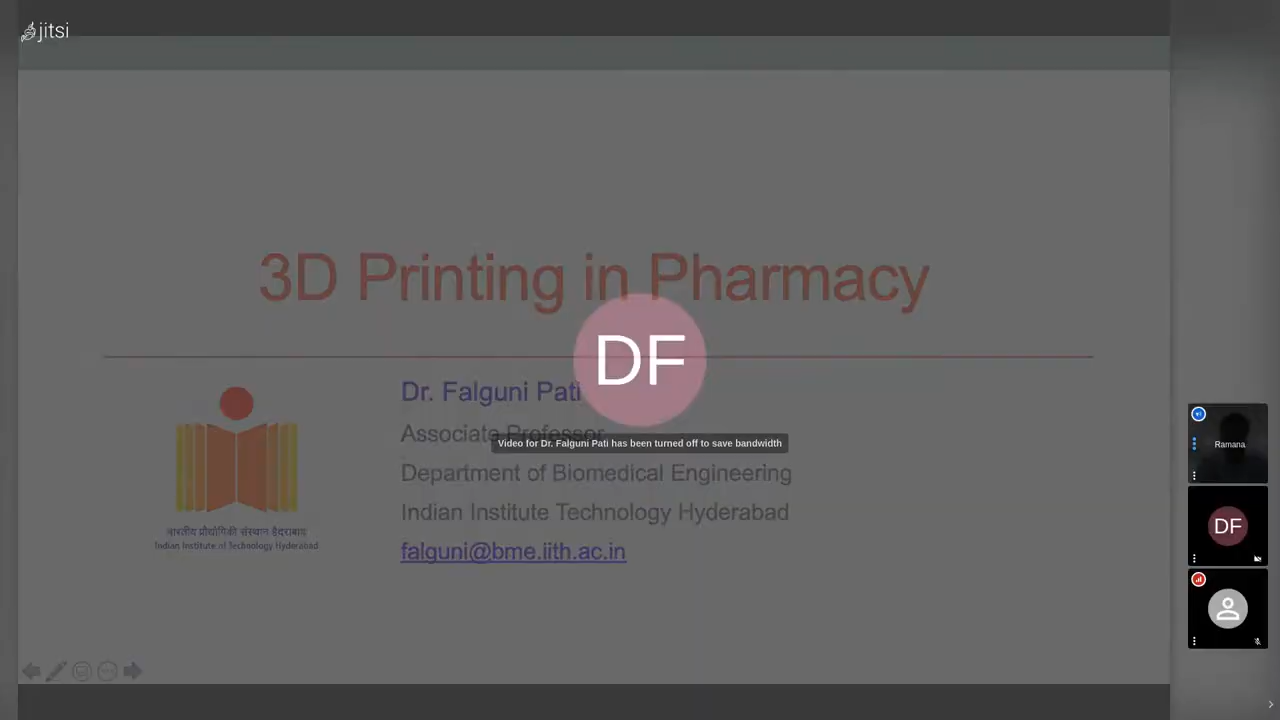 jitsi
3D Printing in Pharmacy
DF
Dr. Falguni Pati
Associate Professor
Video for Dr. Falguni Pati has been turned off to save bandwidth
Department of Biomedical Engineering
Indian Institute Technology Hyderabad
falguni@bme.iith.ac.in
भारतीय प्रौद्योगिकी संस्थान हैदराबाद
Indian Institute of Technology Hyderabad
Ramana
DF